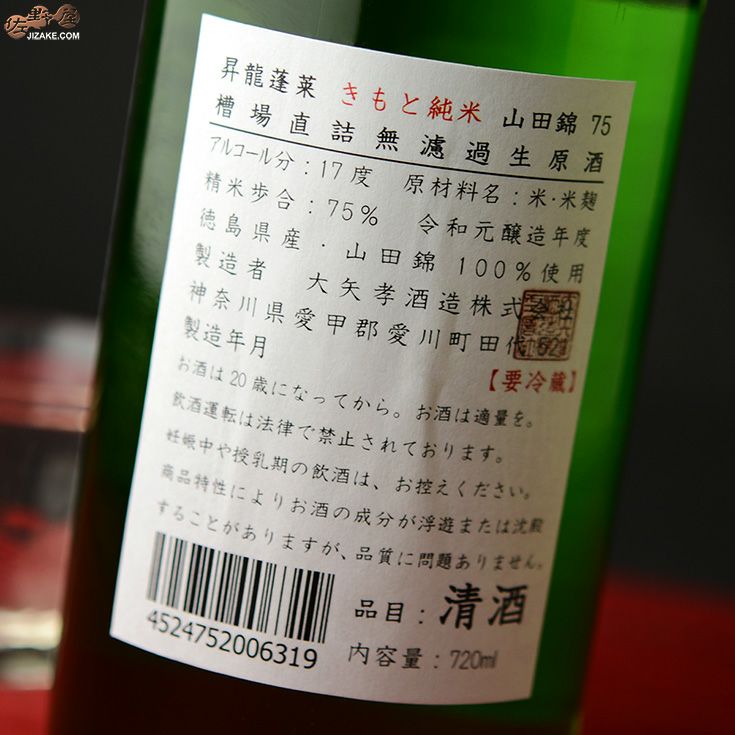 佐野屋
JIZAKE.COM
昇龍蓬莱 きもと純米 山田錦 75
槽場直詰無濾過生原酒
アルコール分:17度 原材料名:米・米麹
精米歩合:75% 令和元醸造年度
徳島県産・山田錦 100%使用
製造者 大矢孝酒造株式会社
神奈川県愛甲郡愛川町田代
製造年月
【要冷蔵】
お酒は20歳になってから。お酒は適量を。
飲酒運転は法律で禁止されております。
妊娠中や授乳期の飲酒は、お控えください。
商品特性によりお酒の成分が浮遊または沈殿
することがありますが、品質に問題ありません。
4524752006319
品目:清酒
内容量:720ml